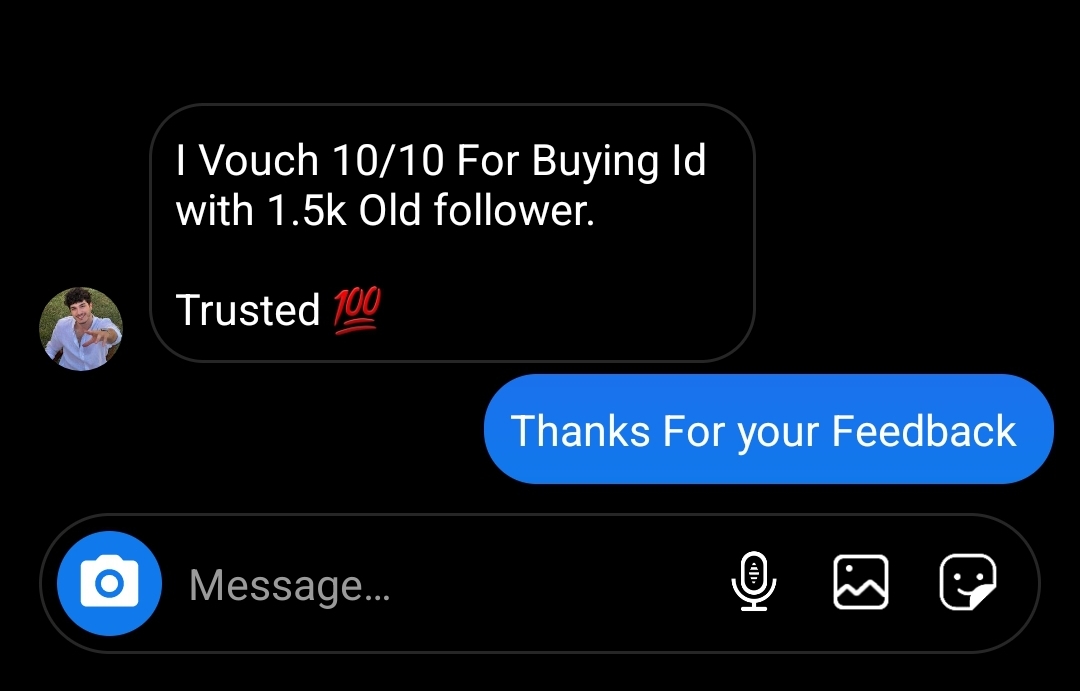 I Vouch 10/10 For Buying Id
with 1.5k Old follower.
Trusted 💯
Thanks For your Feedback
Message...